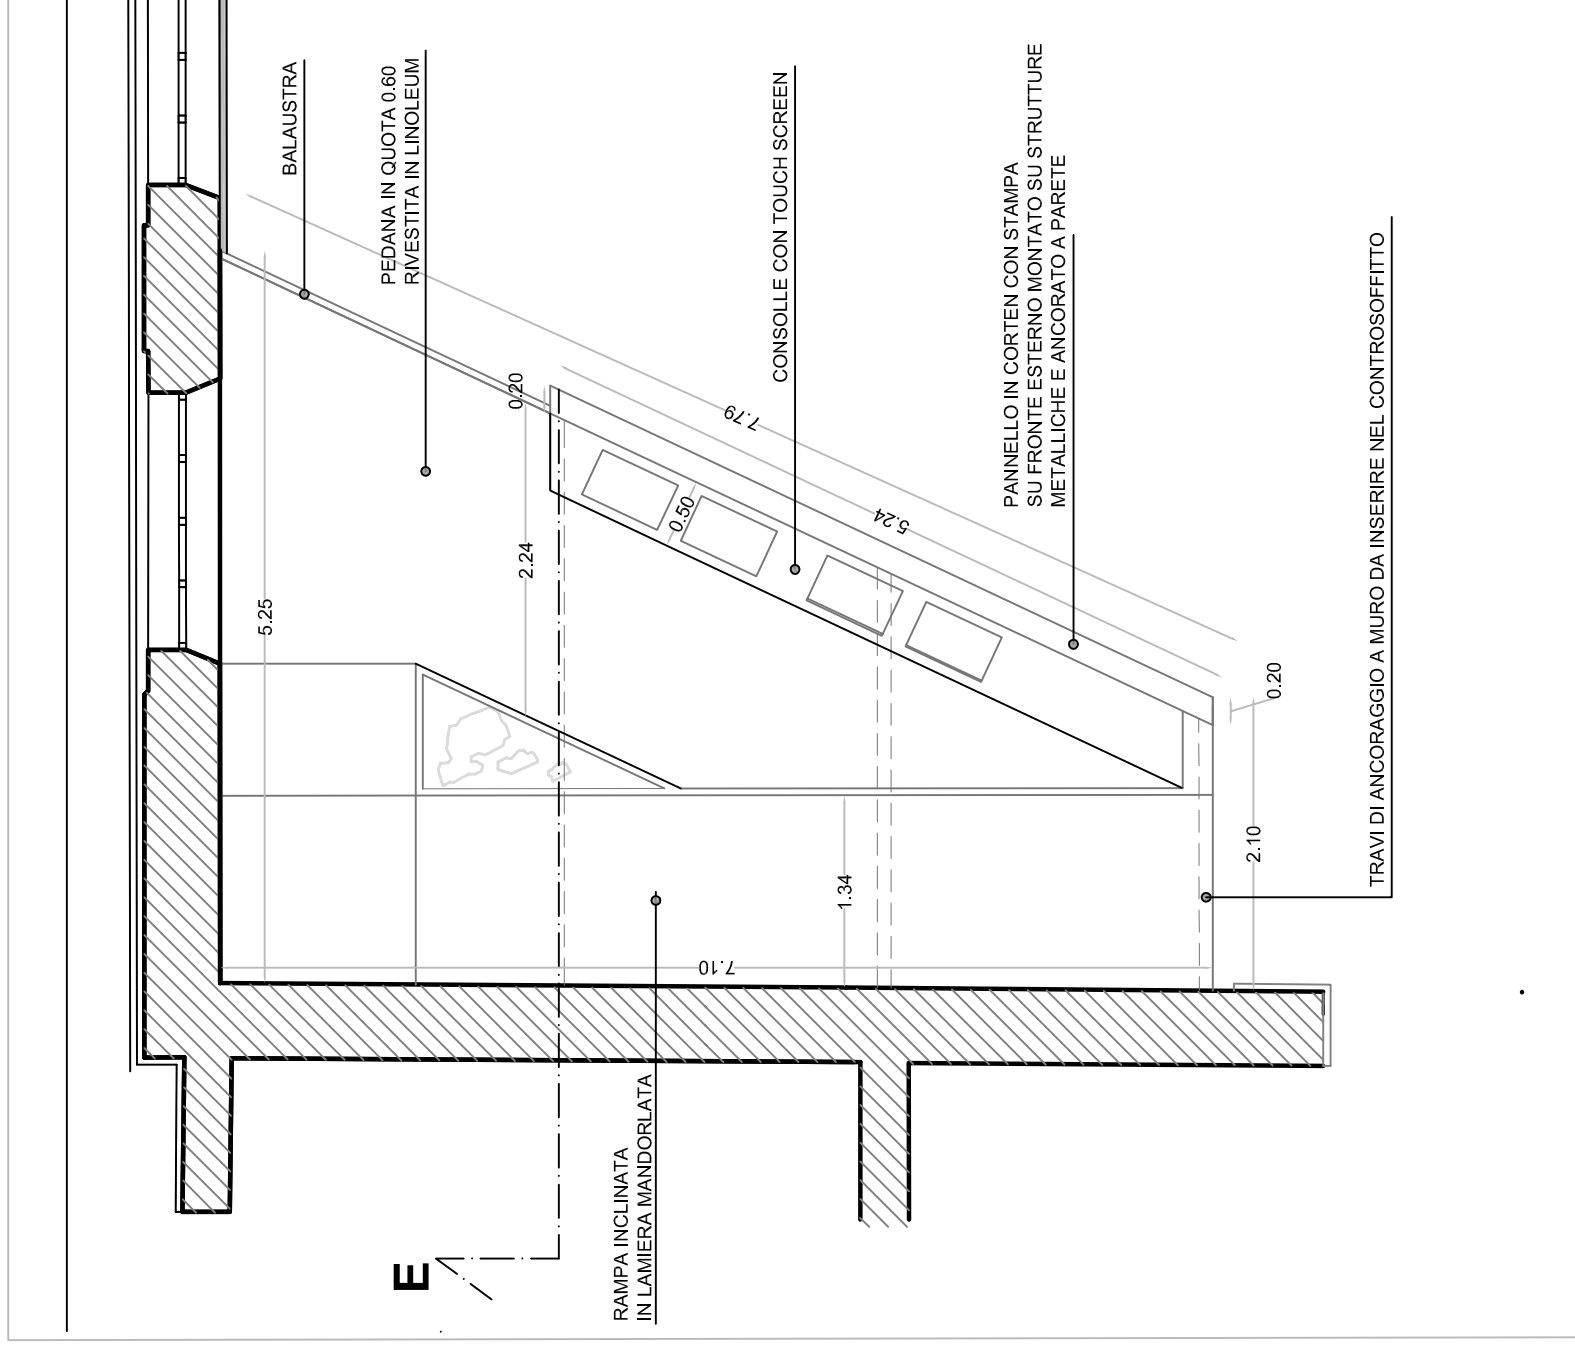 BALAUSTRA
PEDANA IN QUOTA 0.60
RIVESTITA IN LINOLEUM
CONSOLLE CON TOUCH SCREEN
PANNELLO IN CORTEN CON STAMPA
SU FRONTE ESTERNO MONTATO SU STRUTTURE
METALLICHE E ANCORATO A PARETE
TRAVI DI ANCORAGGIO A MURO DA INSERIRE NEL CONTROSOFFITTO
0.20
7.79
5.24
0.50
2.24
5.25
0.20
2.10
1.34
7.10
RAMPA INCLINATA
IN LAMIERA MANDORLATA
E